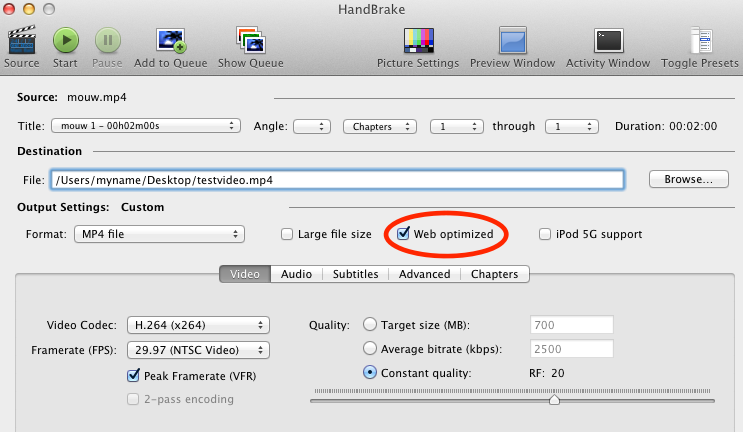 HandBrake
Source Start Pause Add to Queue Show Queue Picture Settings Preview Window Activity Window Toggle Presets
Source: mouw.mp4
Title: mouw 1 - 00h02m00s Angle: Chapters 1 through 1 Duration: 00:02:00
Destination
File: /Users/myname/Desktop/testvideo.mp4 Browse...
Output Settings: Custom
Format: MP4 file Large file size Web optimized iPod 5G support
Video Audio Subtitles Advanced Chapters
Video Codec: H.264 (x264) Quality: Target size (MB): 700
Framerate (FPS): 29.97 (NTSC Video) Average bitrate (kbps): 2500
Peak Framerate (VFR) Constant quality: RF: 20
2-pass encoding